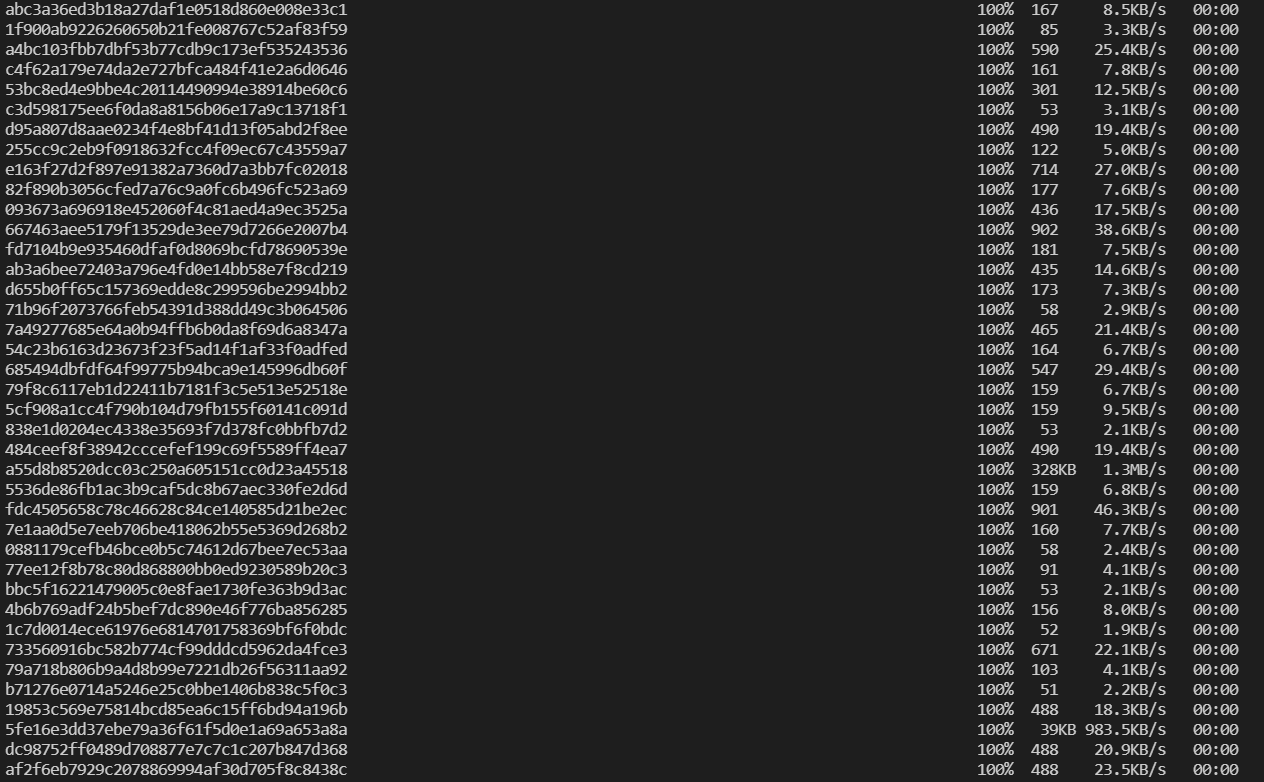 abc3a36ed3b18a27daf1e0518d860e008e33c1 100% 167 8.5KB/s 00:00
1f900ab9226260650b21fe008767c52af83f59 100% 85 3.3KB/s 00:00
a4bc103fbb7dbf53b77cdb9c173ef535243536 100% 590 25.4KB/s 00:00
c4f62a179e74da2e727bfca484f41e2a6d0646 100% 161 7.8KB/s 00:00
53bc8ed4e9bbe4c20114490994e38914be60c6 100% 301 12.5KB/s 00:00
c3d598175ee6f0da8a8156b06e17a9c13718f1 100% 53 3.1KB/s 00:00
d95a807d8aae0234f4e8bf41d13f05abd2f8ee 100% 490 19.4KB/s 00:00
255cc9c2eb9f0918632fcc4f09ec67c43559a7 100% 122 5.0KB/s 00:00
e163f27d2f897e91382a7360d7a3bb7fc02018 100% 714 27.0KB/s 00:00
82f890b3056cfed7a76c9a0fc6b496fc523a69 100% 177 7.6KB/s 00:00
093673a696918e452060f4c81aed4a9ec3525a 100% 436 17.5KB/s 00:00
667463aee5179f13529de3ee79d7266e2007b4 100% 902 38.6KB/s 00:00
fd7104b9e935460dfaf0d8069bcfd78690539e 100% 181 7.5KB/s 00:00
ab3a6bee72403a796e4fd0e14bb58e7f8cd219 100% 435 14.6KB/s 00:00
d655b0ff65c157369edde8c299596be2994bb2 100% 173 7.3KB/s 00:00
71b96f2073766feb54391d388dd49c3b064506 100% 58 2.9KB/s 00:00
7a49277685e64a0b94ffb6b0da8f69d6a8347a 100% 465 21.4KB/s 00:00
54c23b6163d23673f23f5ad14f1af33f0adfed 100% 164 6.7KB/s 00:00
685494dbfdf64f99775b94bca9e145996db60f 100% 547 29.4KB/s 00:00
79f8c6117eb1d22411b7181f3c5e513e52518e 100% 159 6.7KB/s 00:00
5cf908a1cc4f790b104d79fb155f60141c091d 100% 159 9.5KB/s 00:00
838e1d0204ec4338e35693f7d378fc0bbfb7d2 100% 53 2.1KB/s 00:00
484ceef8f38942cccefef199c69f5589ff4ea7 100% 490 19.4KB/s 00:00
a55d8b8520dcc03c250a605151cc0d23a45518 100% 328KB 1.3MB/s 00:00
5536de86fb1ac3b9caf5dc8b67aec330fe2d6d 100% 159 6.8KB/s 00:00
fdc4505658c78c46628c84ce140585d21be2ec 100% 901 46.3KB/s 00:00
7e1aa0d5e7eeb706be418062b55e5369d268b2 100% 160 7.7KB/s 00:00
0881179cefb46bce0b5c74612d67bee7ec53aa 100% 58 2.4KB/s 00:00
77ee12f8b78c80d868800bb0ed9230589b20c3 100% 91 4.1KB/s 00:00
bbc5f16221479005c0e8fae1730fe363b9d3ac 100% 53 2.1KB/s 00:00
4b6b769adf24b5bef7dc890e46f776ba856285 100% 156 8.0KB/s 00:00
1c7d0014ece61976e6814701758369bf6f0bdc 100% 52 1.9KB/s 00:00
733560916bc582b774cf99dddcd5962da4fce3 100% 671 22.1KB/s 00:00
79a718b806b9a4d8b99e7221db26f56311aa92 100% 103 4.1KB/s 00:00
b71276e0714a5246e25c0bbe1406b838c5f0c3 100% 51 2.2KB/s 00:00
19853c569e75814bcd85ea6c15ff6bd94a196b 100% 488 18.3KB/s 00:00
5fe16e3dd37ebe79a36f61f5d0e1a69a653a8a 100% 39KB 983.5KB/s 00:00
dc98752ff0489d708877e7c7c1c207b847d368 100% 488 20.9KB/s 00:00
af2f6eb7929c2078869994af30d705f8c8438c 100% 488 23.5KB/s 00:00